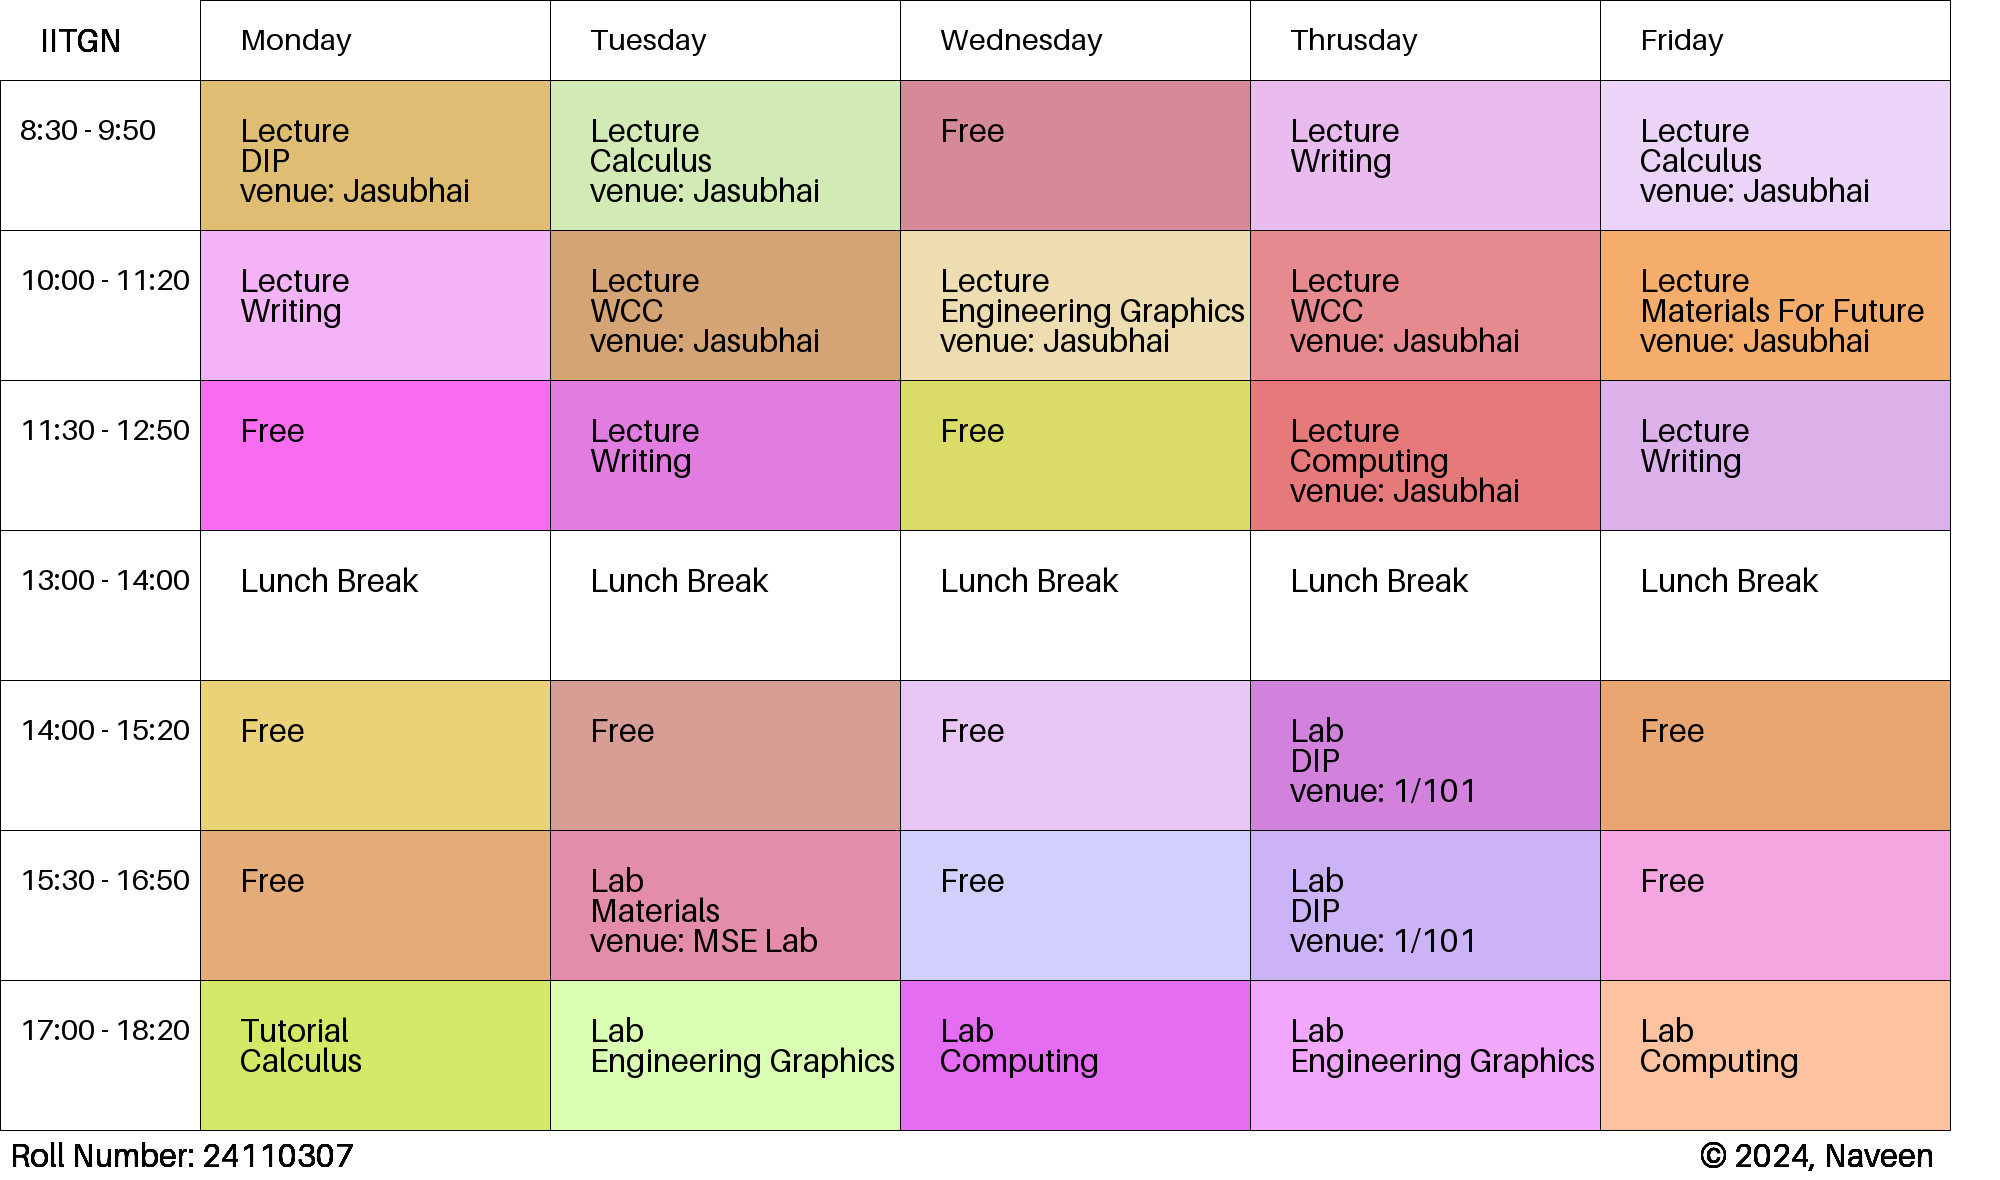 IITGN
Monday
Tuesday
Wednesday
Thrusday
Friday
8:30 - 9:50
Lecture
DIP
venue: Jasubhai
Lecture
Calculus
venue: Jasubhai
Free
Lecture
Writing
Lecture
Calculus
venue: Jasubhai
10:00 - 11:20
Lecture
Writing
Lecture
WCC
venue: Jasubhai
Lecture
Engineering Graphics
venue: Jasubhai
Lecture
WCC
venue: Jasubhai
Lecture
Materials For Future
venue: Jasubhai
11:30 - 12:50
Free
Lecture
Writing
Free
Lecture
Computing
venue: Jasubhai
Lecture
Writing
13:00 - 14:00
Lunch Break
Lunch Break
Lunch Break
Lunch Break
Lunch Break
14:00 - 15:20
Free
Free
Free
Lab
DIP
venue: 1/101
Free
15:30 - 16:50
Free
Lab
Materials
venue: MSE Lab
Free
Lab
DIP
venue: 1/101
Free
17:00 - 18:20
Tutorial
Calculus
Lab
Engineering Graphics
Lab
Computing
Lab
Engineering Graphics
Lab
Computing
Roll Number: 24110307
© 2024, Naveen